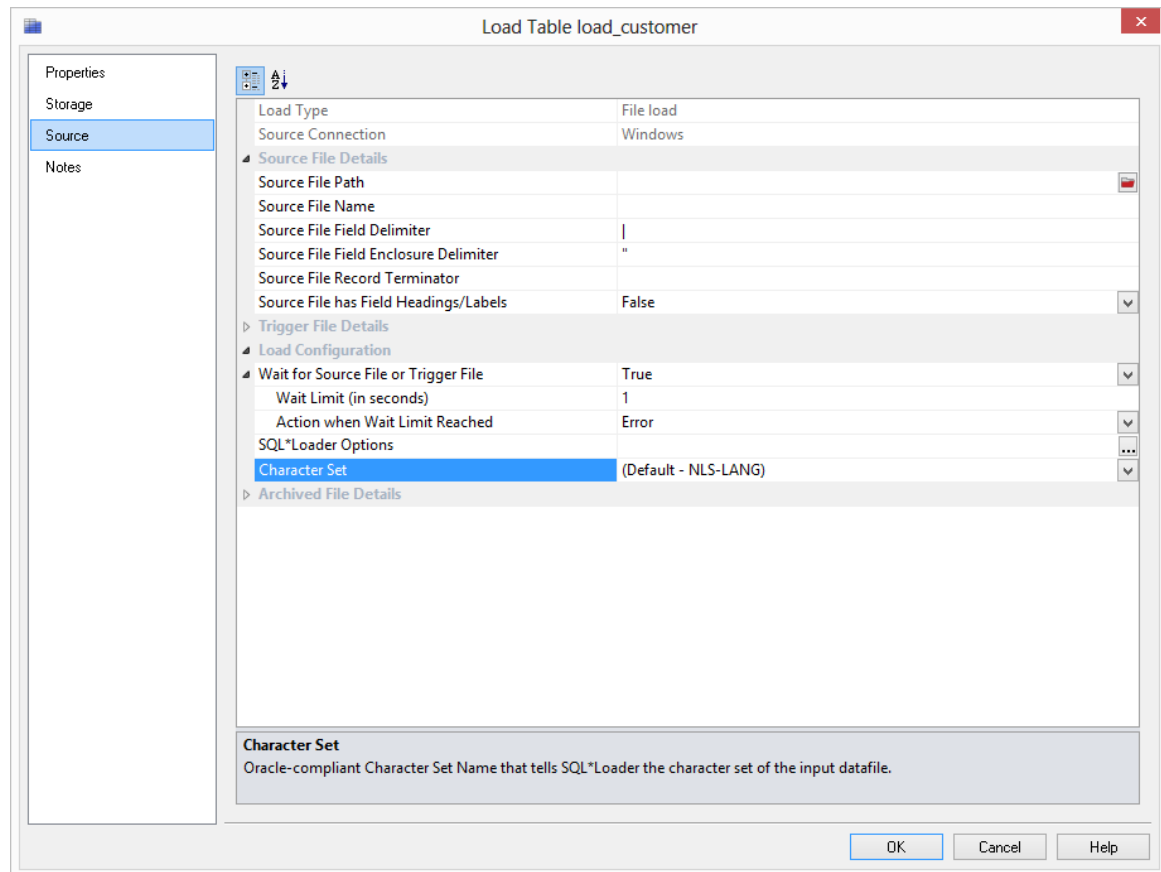 Load Table load_customer
Properties
Storage
Source
Notes
Load Type File load
Source Connection Windows
Source File Details
Source File Path
Source File Name
Source File Field Delimiter |
Source File Field Enclosure Delimiter "
Source File Record Terminator
Source File has Field Headings/Labels False
Trigger File Details
Load Configuration
Wait for Source File or Trigger File True
Wait Limit (in seconds) 1
Action when Wait Limit Reached Error
SQL*Loader Options ...
Character Set (Default - NLS-LANG)
Archived File Details
Character Set
Oracle-compliant Character Set Name that tells SQL*Loader the character set of the input datafile.
OK Cancel Help